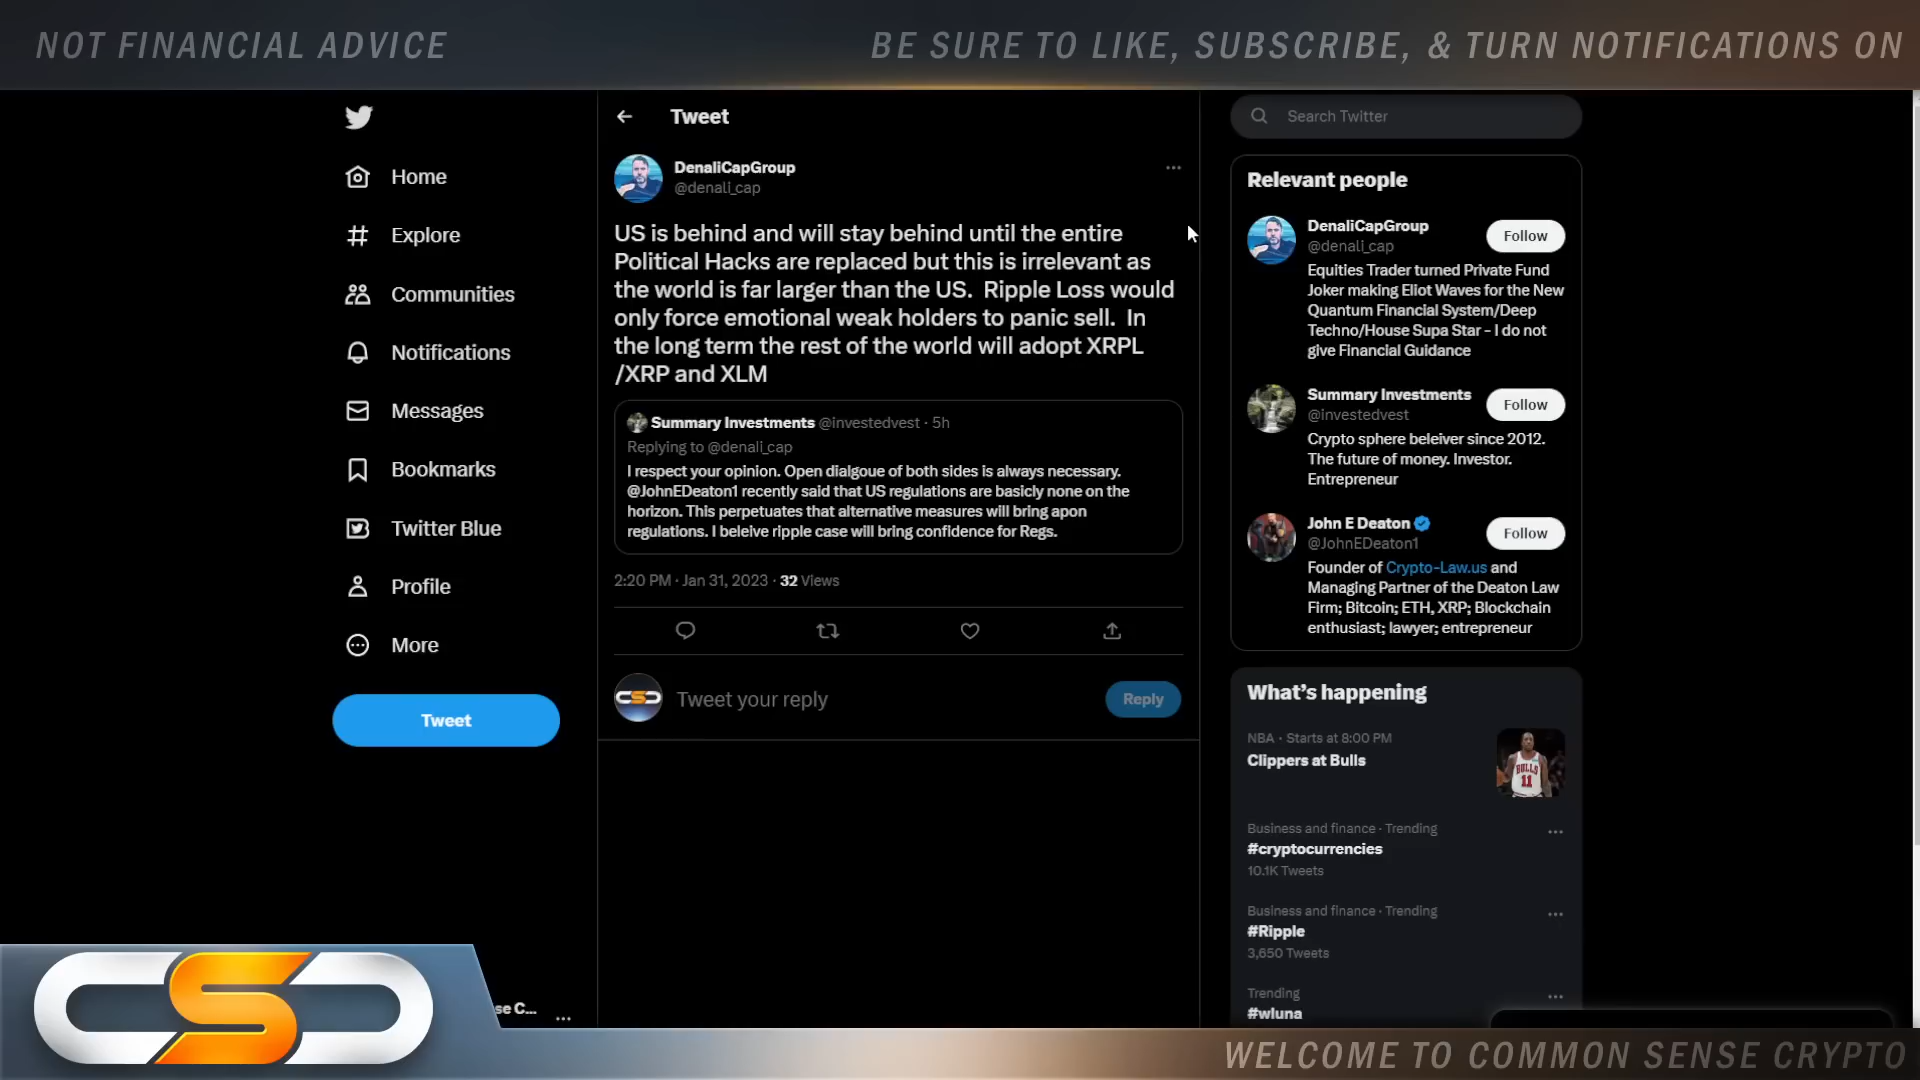 NOT FINANCIAL ADVICE
BE SURE TO LIKE, SUBSCRIBE, & TURN NOTIFICATIONS ON
Home
Explore
Communities
Notifications
Messages
Bookmarks
Twitter Blue
Profile
More
Tweet
se C...
Tweet
DenaliCapGroup
@denali_cap
US is behind and will stay behind until the entire
Political Hacks are replaced but this is irrelevant as
the world is far larger than the US.  Ripple Loss would
only force emotional weak holders to panic sell.  In
the long term the rest of the world will adopt XRPL
/XRP and XLM
Summary Investments @investedvest · 5h
Replying to @denali_cap
I respect your opinion. Open dialgoue of both sides is always necessary.
@JohnEDeaton1 recently said that US regulations are basicly none on the
horizon. This perpetuates that alternative measures will bring apon
regulations. I beleive ripple case will bring confidence for Regs.
2:20 PM · Jan 31, 2023 · 32 Views
Tweet your reply
Reply
Search Twitter
Relevant people
DenaliCapGroup
@denali_cap
Follow
Equities Trader turned Private Fund
Joker making Eliot Waves for the New
Quantum Financial System/Deep
Techno/House Supa Star - I do not
give Financial Guidance
Summary Investments
@investedvest
Follow
Crypto sphere beleiver since 2012.
The future of money. Investor.
Entrepreneur
John E Deaton
@JohnEDeaton1
Follow
Founder of Crypto-Law.us and
Managing Partner of the Deaton Law
Firm; Bitcoin; ETH, XRP; Blockchain
enthusiast; lawyer; entrepreneur
What's happening
NBA · Starts at 8:00 PM
Clippers at Bulls
BULLS
11
Business and finance · Trending
#cryptocurrencies
10.1K Tweets
Business and finance · Trending
#Ripple
3,650 Tweets
Trending
#wluna
CSC
WELCOME TO COMMON SENSE CRYPTO